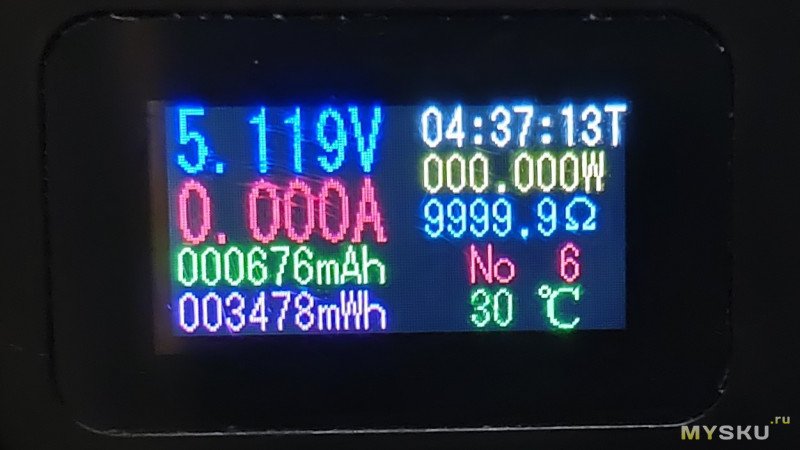 5.119V
0.000A
000676mAh
003478mWh
04:37:13T
000.000W
9999.9Ω
No 6
30 ℃
MYSKU.ru